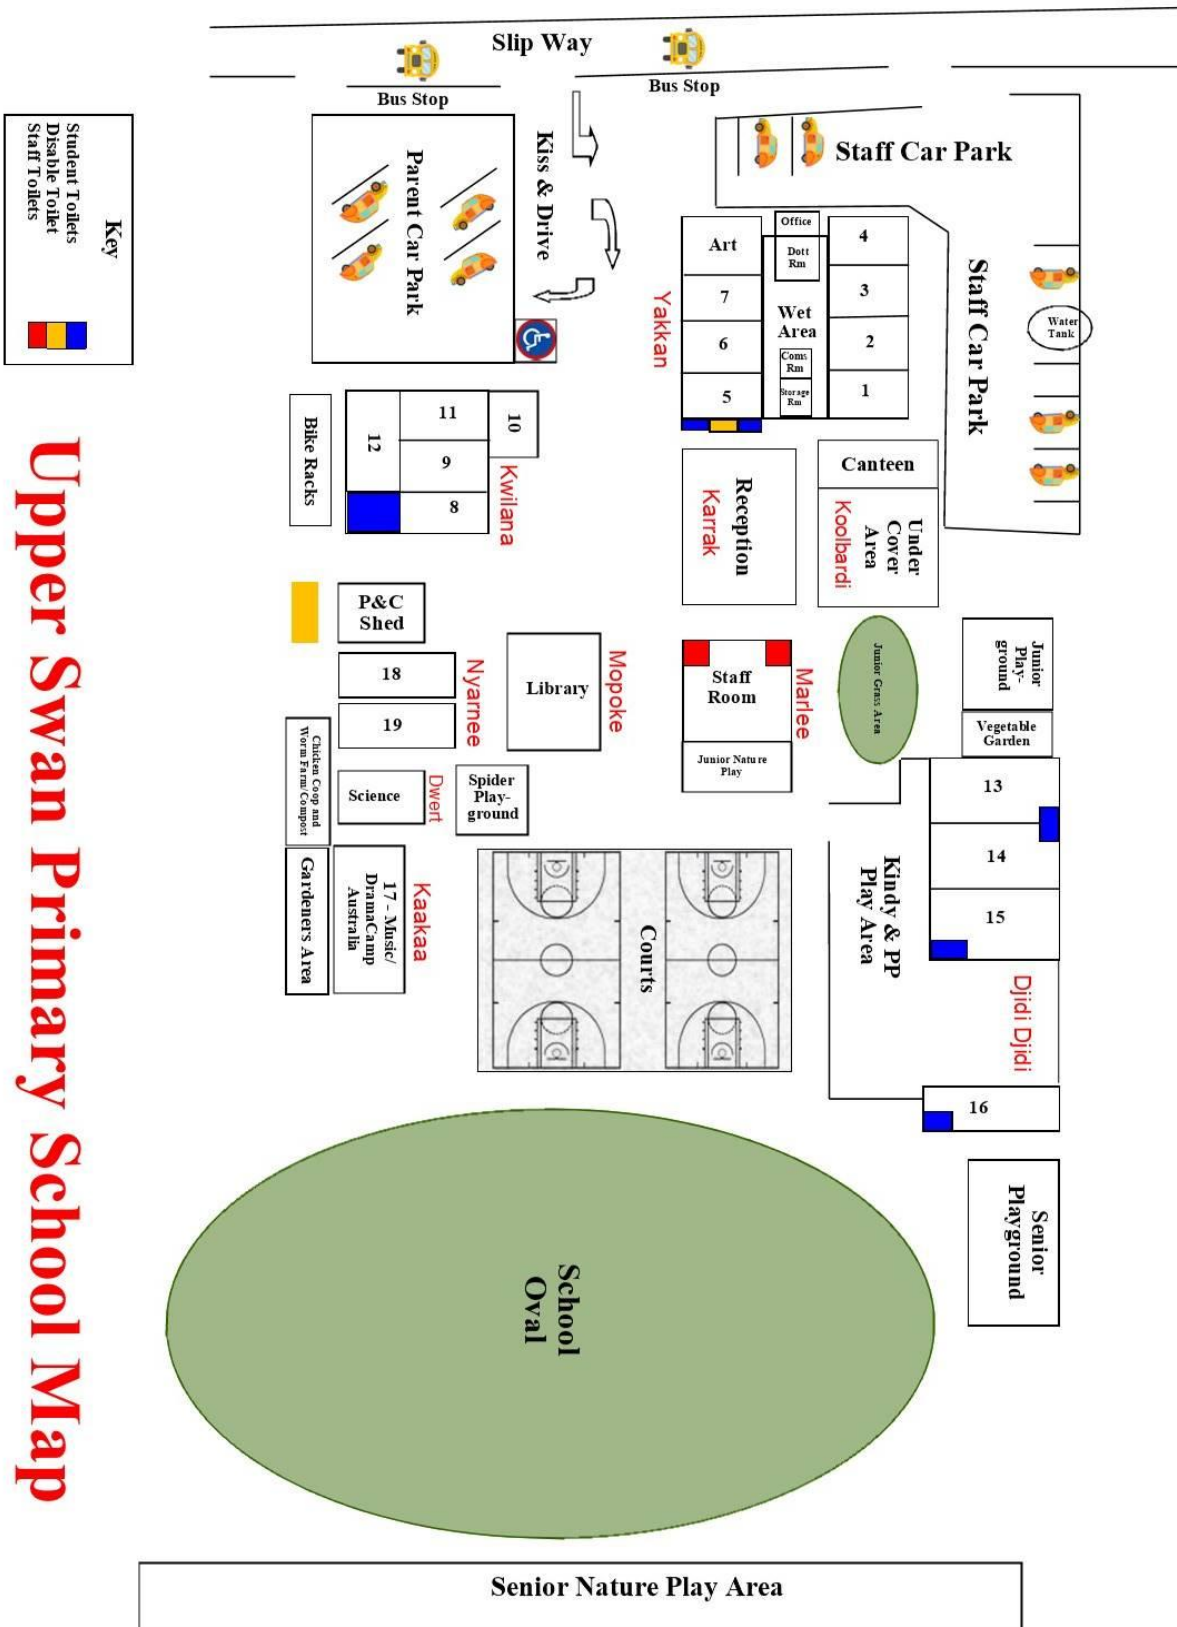 Slip Way
Bus Stop
Bus Stop
Key
Student Toilets
Disable Toilet
Staff Toilets
Parent Car Park
Kiss & Drive
Staff Car Park
Staff Car Park
Water
Tank
Office
Dott
Rm
Wet
Area
Coms
Rm
Storage
Rm
Art
7
6
5
4
3
2
1
Yakkan
Bike Racks
12
11
9
8
10
Kwilana
Reception
Karrak
Canteen
Under
Cover
Area
Koolbardi
P&C
Shed
18
19
Nyarnee
Library
Mopoke
Staff
Room
Marlee
Junior Nature
Play
Junior Grass Area
Junior
Play-
ground
Vegetable
Garden
Chicken Coop and
Worm Farm/Compost
Science
Dwert
Spider
Play-
ground
13
14
15
Kindy & PP
Play Area
Djidi Djidi
16
Gardeners Area
17 - Music/
DramaCamp
Australia
Kaakaa
Courts
Senior
Playground
School
Oval
Senior Nature Play Area
Upper Swan Primary School Map